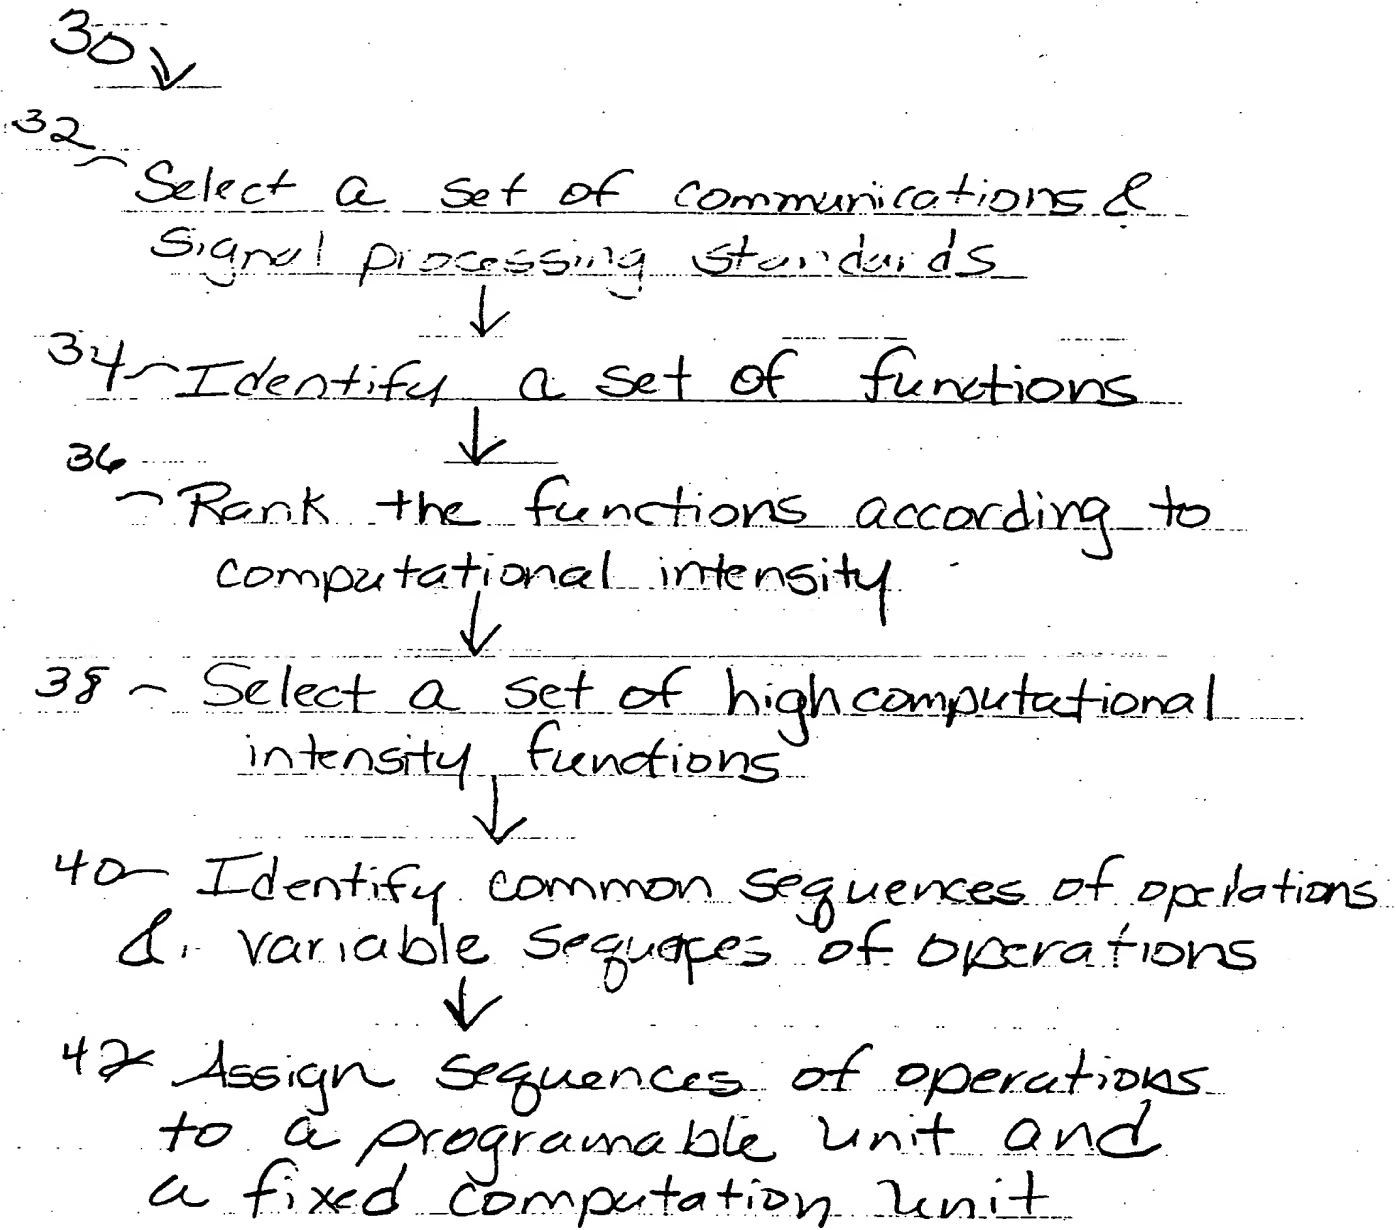 30
32
Select a set of communications &
Signal processing standards
34 Identify a set of functions
36
Rank the functions according to
computational intensity
38 - Select a set of high computational
intensity functions
40 Identify common sequences of operations
& variable sequences of operations
42 Assign sequences of operations
to a programable unit and
a fixed computation unit